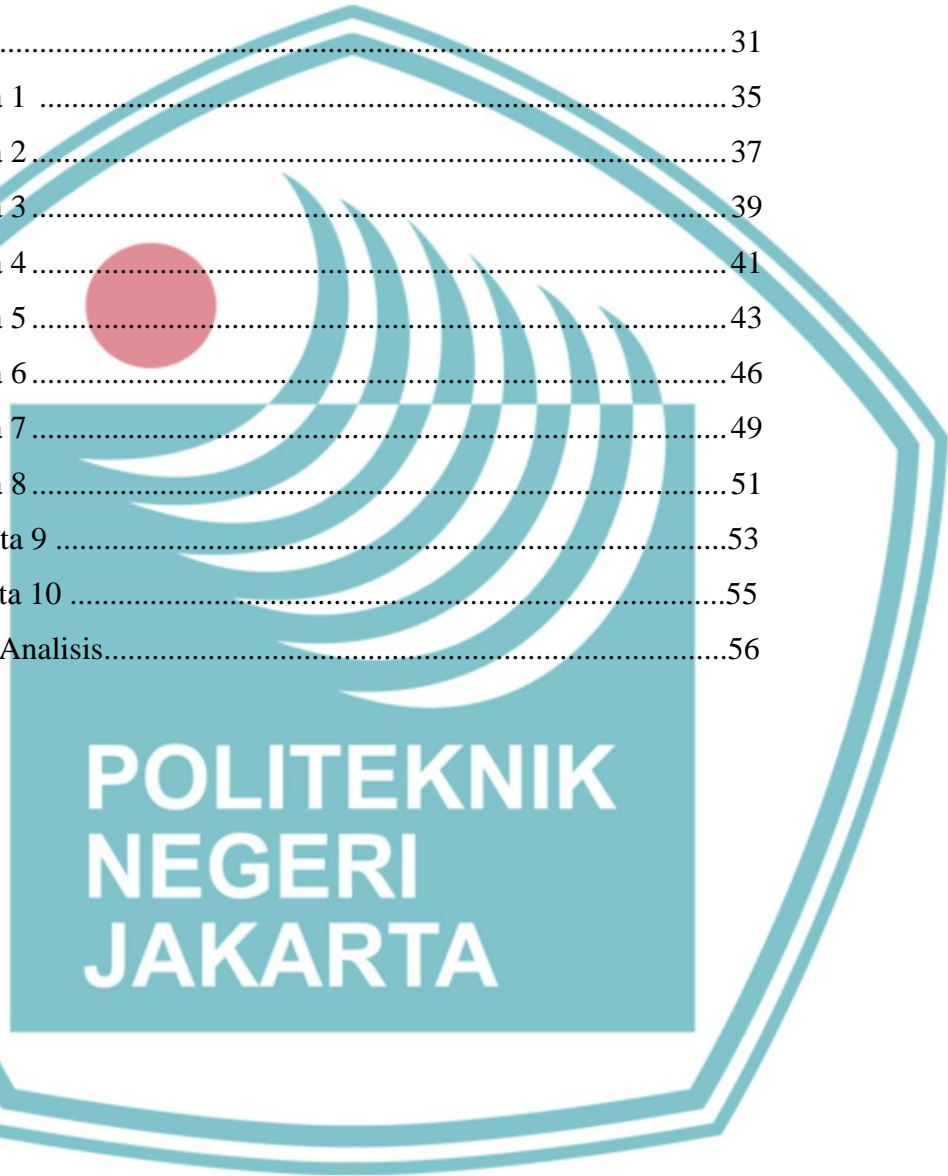 ........................................................................................ 31
a 1 ................................................................................... 35
a 2 ................................................................................... 37
a 3 ................................................................................... 39
a 4 ................................................................................... 41
a 5 ................................................................................... 43
a 6 ................................................................................... 46
a 7 ................................................................................... 49
a 8 ................................................................................... 51
ta 9 ................................................................................. 53
ta 10 ............................................................................... 55
Analisis........................................................................... 56
POLITEKNIK
NEGERI
JAKARTA